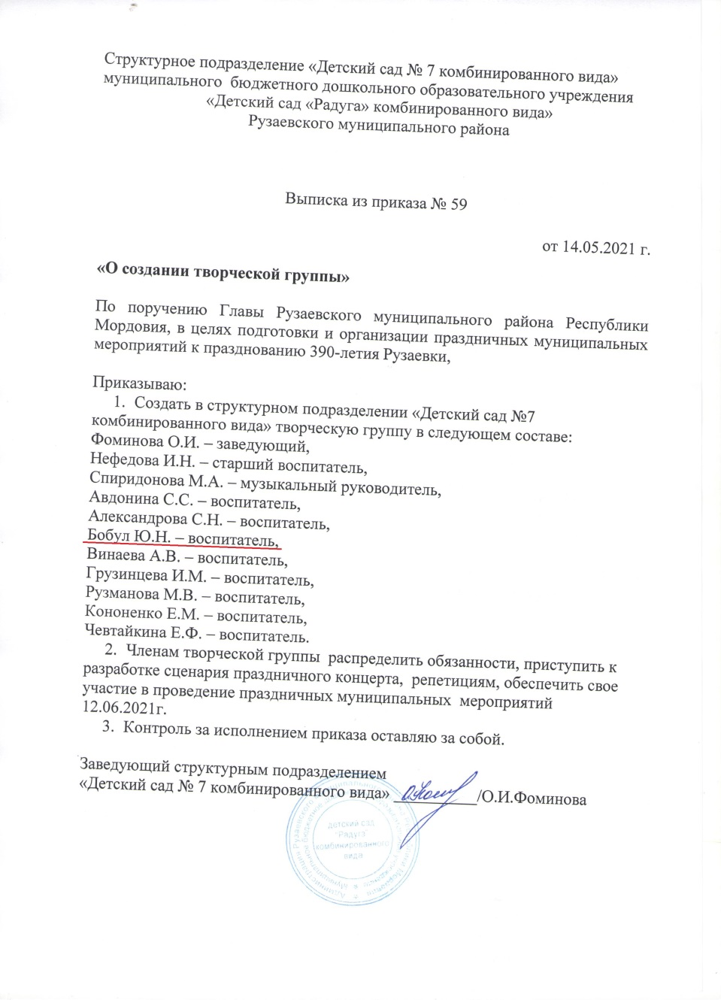 Структурное подразделение «Детский сад № 7 комбинированного вида»
муниципального бюджетного дошкольного образовательного учреждения
«Детский сад «Радуга» комбинированного вида»
Рузаевского муниципального района
Выписка из приказа № 59
от 14.05.2021 г.
«О создании творческой группы»
По поручению Главы Рузаевского муниципального района Республики
Мордовия, в целях подготовки и организации праздничных муниципальных
мероприятий к празднованию 390-летия Рузаевки,
Приказываю:
1. Создать в структурном подразделении «Детский сад №7
комбинированного вида» творческую группу в следующем составе:
Фоминова О.И. – заведующий,
Нефедова И.Н. – старший воспитатель,
Спиридонова М.А. – музыкальный руководитель,
Авдонина С.С. – воспитатель,
Александрова С.Н. – воспитатель,
Бобул Ю.Н. – воспитатель,
Винаева А.В. – воспитатель,
Грузинцева И.М. – воспитатель,
Рузманова М.В. – воспитатель,
Кононенко Е.М. – воспитатель,
Чевтайкина Е.Ф. – воспитатель.
2. Членам творческой группы распределить обязанности, приступить к
разработке сценария праздничного концерта, репетициям, обеспечить свое
участие в проведение праздничных муниципальных мероприятий
12.06.2021г.
3. Контроль за исполнением приказа оставляю за собой.
Заведующий структурным подразделением
«Детский сад № 7 комбинированного вида» __________/О.И.Фоминова
детский сад
"Радуга"
комбинированного
вида